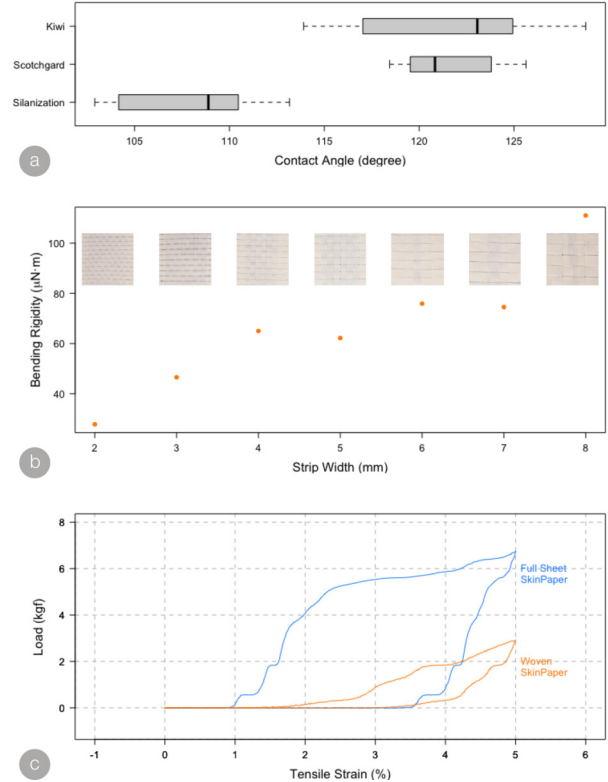 Kiwi
Scotchgard
Silanization
105 110 115 120 125
Contact Angle (degree)
a
Bending Rigidity (μN·m)
100
80
60
40
2 3 4 5 6 7 8
Strip Width (mm)
b
Load (kgf)
8
6
4
2
0
Full Sheet
SkinPaper
Woven
SkinPaper
-1 0 1 2 3 4 5 6
Tensile Strain (%)
c